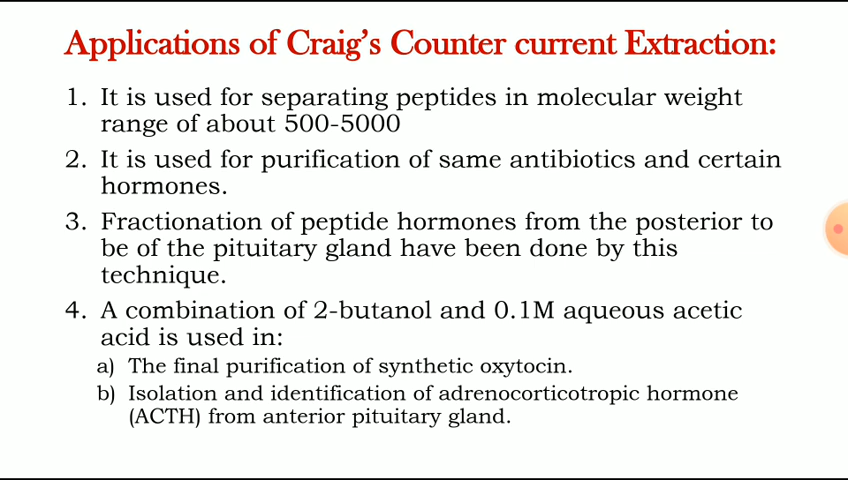 Applications of Craig's Counter current Extraction:
1. It is used for separating peptides in molecular weight
range of about 500-5000
2. It is used for purification of same antibiotics and certain
hormones.
3. Fractionation of peptide hormones from the posterior to
be of the pituitary gland have been done by this
technique.
4. A combination of 2-butanol and 0.1M aqueous acetic
acid is used in:
a) The final purification of synthetic oxytocin.
b) Isolation and identification of adrenocorticotropic hormone
(ACTH) from anterior pituitary gland.